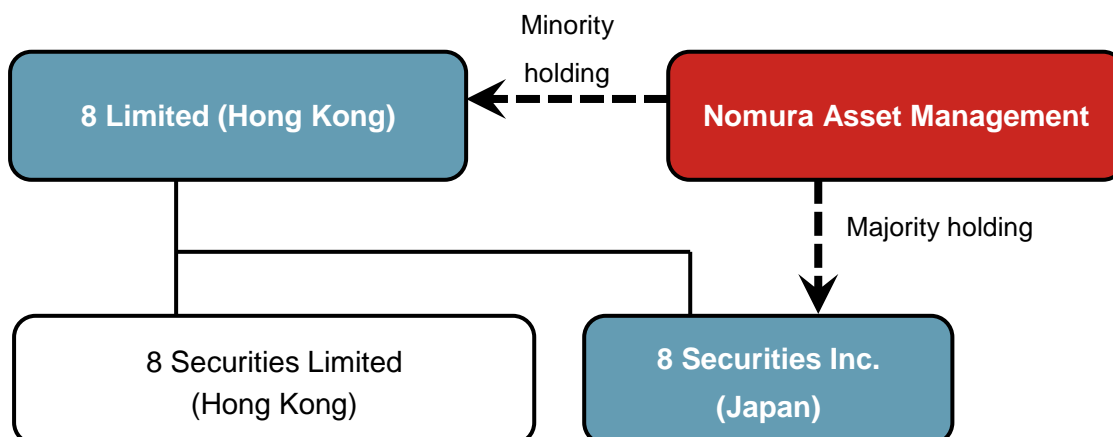 Minority
holding
8 Limited (Hong Kong)
Nomura Asset Management
Majority holding
8 Securities Limited
(Hong Kong)
8 Securities Inc.
(Japan)